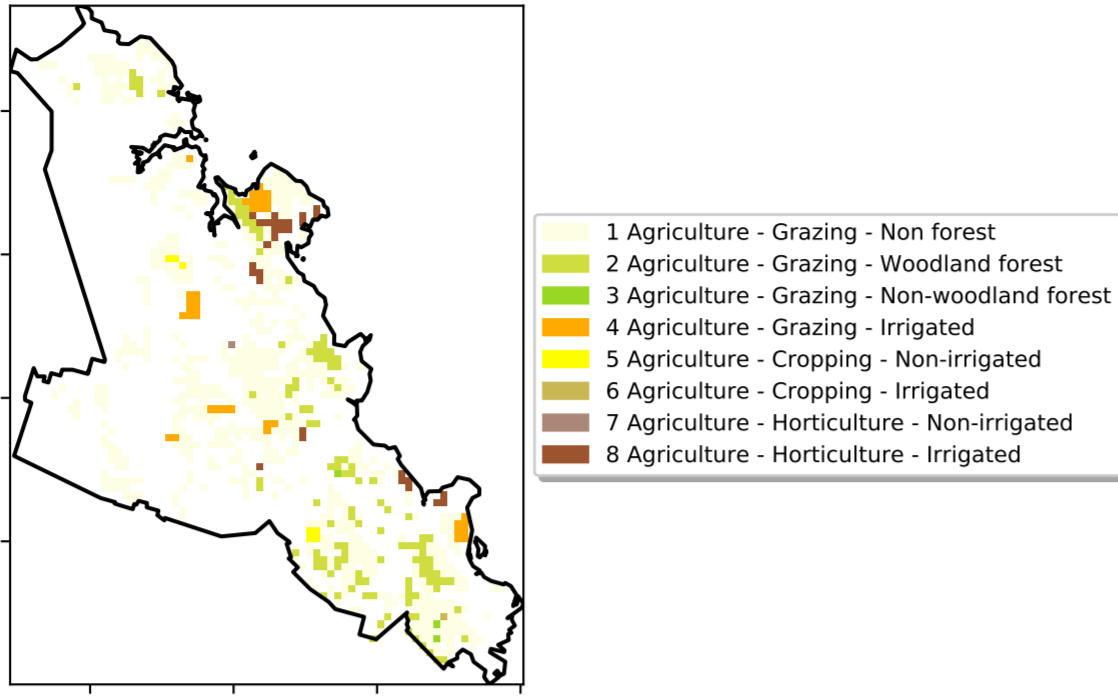 1 Agriculture - Grazing - Non forest
2 Agriculture - Grazing - Woodland forest
3 Agriculture - Grazing - Non-woodland forest
4 Agriculture - Grazing - Irrigated
5 Agriculture - Cropping - Non-irrigated
6 Agriculture - Cropping - Irrigated
7 Agriculture - Horticulture - Non-irrigated
8 Agriculture - Horticulture - Irrigated